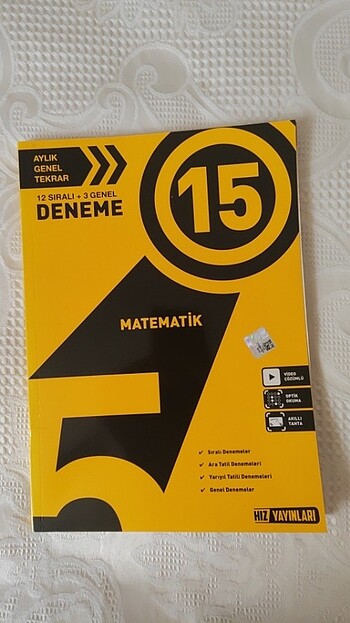 AYLIK
GENEL
TEKRAR
12 SIRALI + 3 GENEL
DENEME
15
MATEMATİK
5
VİDEO
ÇÖZÜMLÜ
OPTİK
OKUMA
AKILLI
TAHTA
Sıralı Denemeler
Ara Tatil Denemeleri
Yarıyıl Tatili Denemeleri
Genel Denemeler
HIZ YAYINLARI